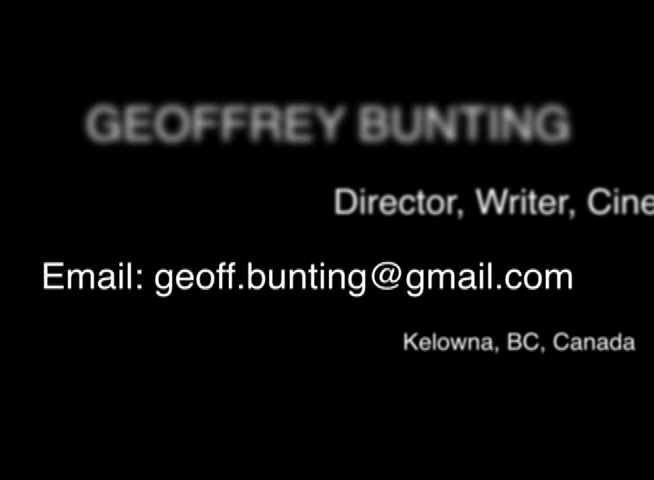 GEOFFREY BUNTING
Director, Writer, Cine
Email: geoff.bunting@gmail.com
Kelowna, BC, Canada